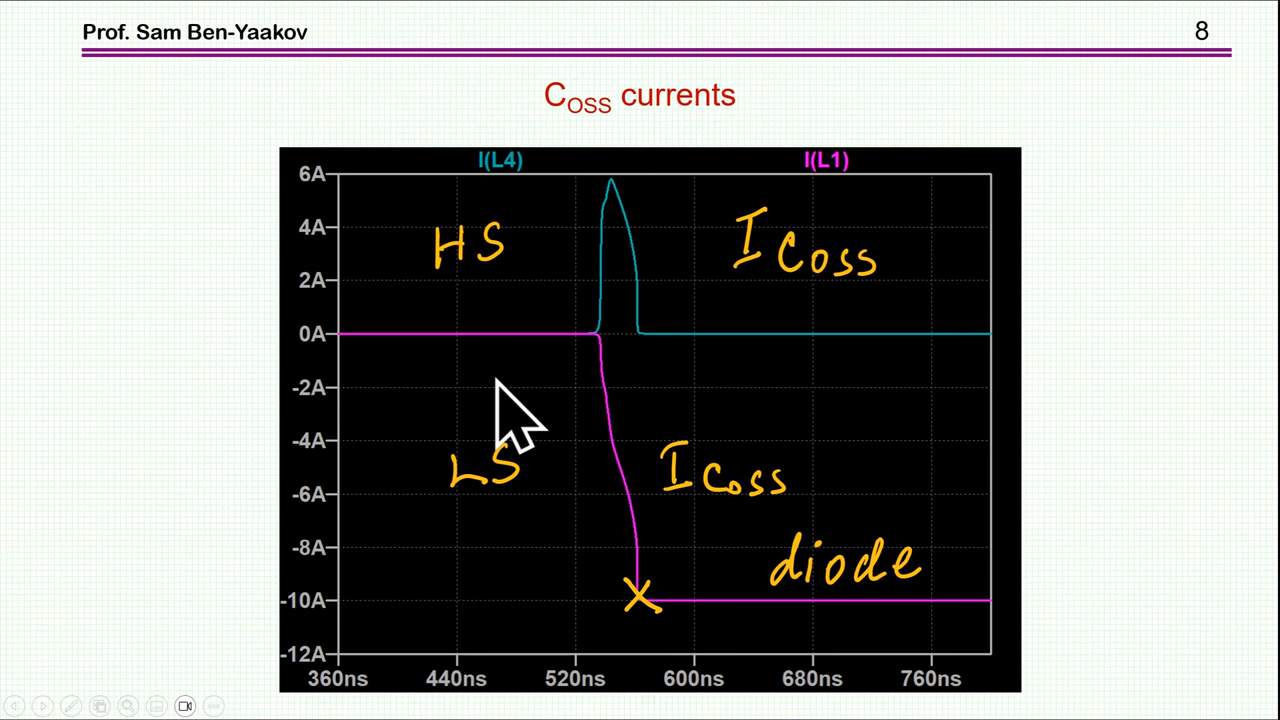 Prof. Sam Ben-Yaakov 8
COSS currents
I(L4) I(L1)
6A
4A
2A
0A
-2A
-4A
-6A
-8A
-10A
-12A
HS ICOSS
LS ICoss
diode
360ns 440ns 520ns 600ns 680ns 760ns